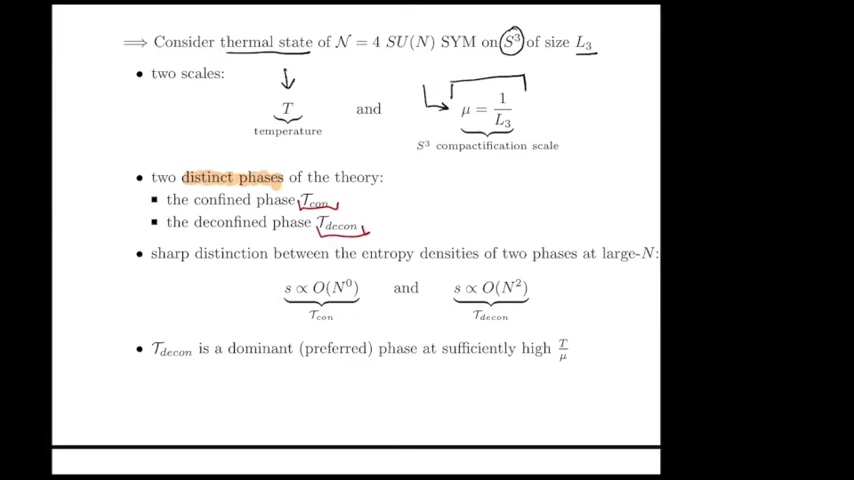 ⟹ Consider thermal state of 𝒩 = 4 SU(N) SYM on S³ of size L₃
• two scales:
T and μ = 1/L₃
temperature S³ compactification scale
• two distinct phases of the theory:
▪ the confined phase 𝒯con
▪ the deconfined phase 𝒯decon
• sharp distinction between the entropy densities of two phases at large-N:
s ∝ O(N⁰) and s ∝ O(N²)
𝒯con 𝒯decon
• 𝒯decon is a dominant (preferred) phase at sufficiently high T/μ